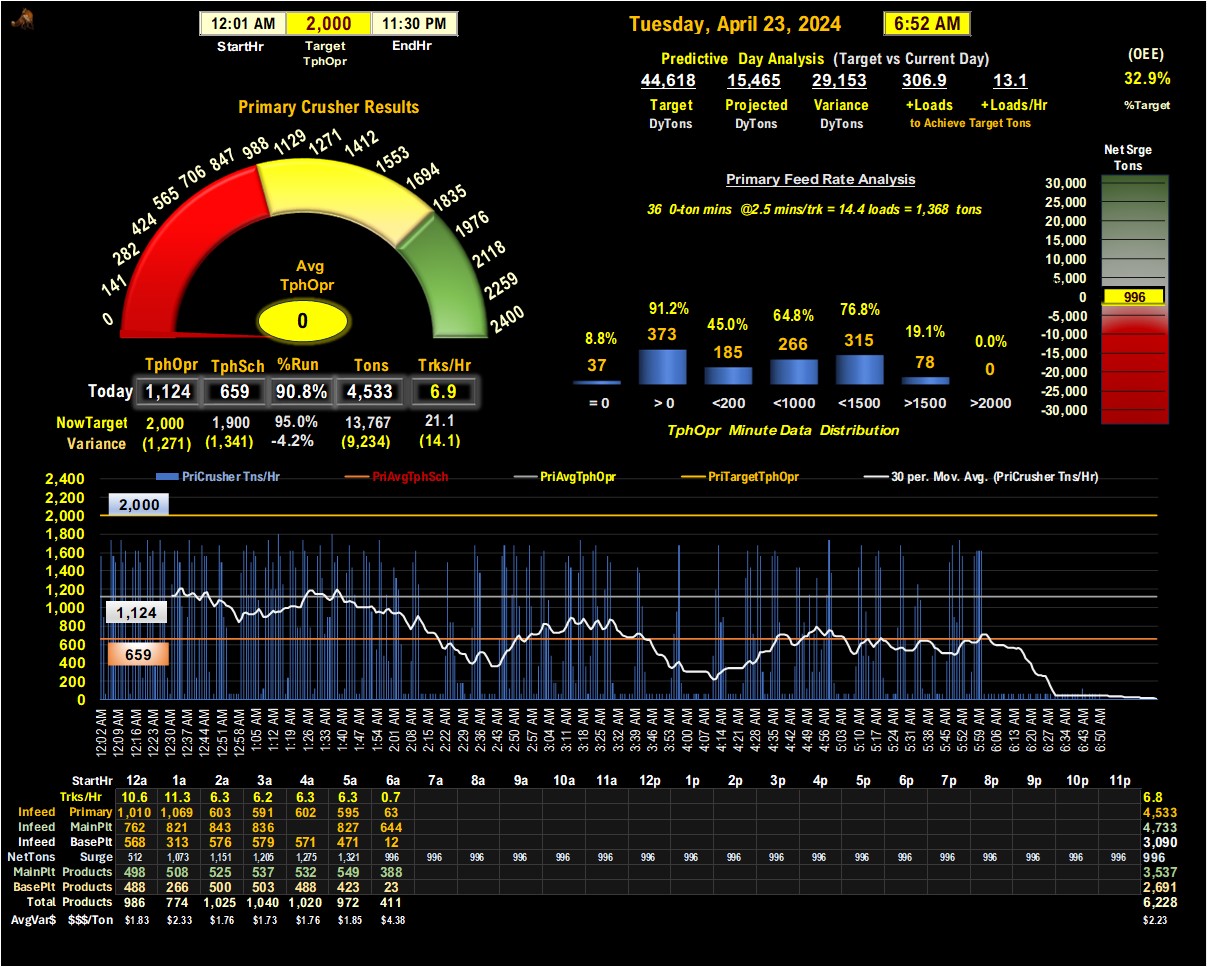 12:01 AM 2,000 11:30 PM
StartHr Target TphOpr EndHr
Tuesday, April 23, 2024 6:52 AM
Predictive Day Analysis (Target vs Current Day)
44,618 15,465 29,153 306.9 13.1
Target Projected Variance +Loads +Loads/Hr
DyTons DyTons DyTons to Achieve Target Tons
(OEE)
32.9%
%Target
Primary Crusher Results
0 141 282 424 565 706 847 988 1129 1271 1412 1553 1694 1835 1976 2118 2259 2400
Avg
TphOpr
0
TphOpr TphSch %Run Tons Trks/Hr
Today 1,124 659 90.8% 4,533 6.9
NowTarget 2,000 1,900 95.0% 13,767 21.1
Variance (1,271) (1,341) -4.2% (9,234) (14.1)
Primary Feed Rate Analysis
36 0-ton mins @2.5 mins/trk = 14.4 loads = 1,368 tons
8.8% 91.2% 45.0% 64.8% 76.8% 19.1% 0.0%
37 373 185 266 315 78 0
= 0 > 0 <200 <1000 <1500 >1500 >2000
TphOpr Minute Data Distribution
Net Srge
Tons
30,000
25,000
20,000
15,000
10,000
5,000
0
996
-5,000
-10,000
-15,000
-20,000
-25,000
-30,000
PriCrusher Tns/Hr PriAvgTphSch PriAvgTphOpr PriTargetTphOpr 30 per. Mov. Avg. (PriCrusher Tns/Hr)
2,400
2,200
2,000
1,800
1,600
1,400
1,200
1,000
800
600
400
200
0
2,000
1,124
659
12:02 AM 12:09 AM 12:16 AM 12:23 AM 12:30 AM 12:37 AM 12:44 AM 12:51 AM 12:58 AM 1:05 AM 1:12 AM 1:19 AM 1:26 AM 1:33 AM 1:40 AM 1:47 AM 1:54 AM 2:01 AM 2:08 AM 2:15 AM 2:22 AM 2:29 AM 2:36 AM 2:43 AM 2:50 AM 2:57 AM 3:04 AM 3:11 AM 3:18 AM 3:25 AM 3:32 AM 3:39 AM 3:46 AM 3:53 AM 4:00 AM 4:07 AM 4:14 AM 4:21 AM 4:28 AM 4:35 AM 4:42 AM 4:49 AM 4:56 AM 5:03 AM 5:10 AM 5:17 AM 5:24 AM 5:31 AM 5:38 AM 5:45 AM 5:52 AM 5:59 AM 6:06 AM 6:13 AM 6:20 AM 6:27 AM 6:34 AM 6:43 AM 6:50 AM
StartHr 12a 1a 2a 3a 4a 5a 6a 7a 8a 9a 10a 11a 12p 1p 2p 3p 4p 5p 6p 7p 8p 9p 10p 11p
Trks/Hr 10.6 11.3 6.3 6.2 6.3 6.3 0.7 6.8
Infeed Primary 1,010 1,069 603 591 602 595 63 4,533
Infeed MainPlt 762 821 843 836 827 644 4,733
Infeed BasePlt 568 313 576 579 571 471 12 3,090
NetTons Surge 512 1,073 1,151 1,205 1,275 1,321 996 996 996 996 996 996 996 996 996 996 996 996 996 996 996 996 996 996 996
MainPlt Products 498 508 525 537 532 549 388 3,537
BasePlt Products 488 266 500 503 488 423 23 2,691
Total Products 986 774 1,025 1,040 1,020 972 411 6,228
AvgVar$ $$$/Ton $1.83 $2.33 $1.76 $1.73 $1.76 $1.85 $4.38 $2.23